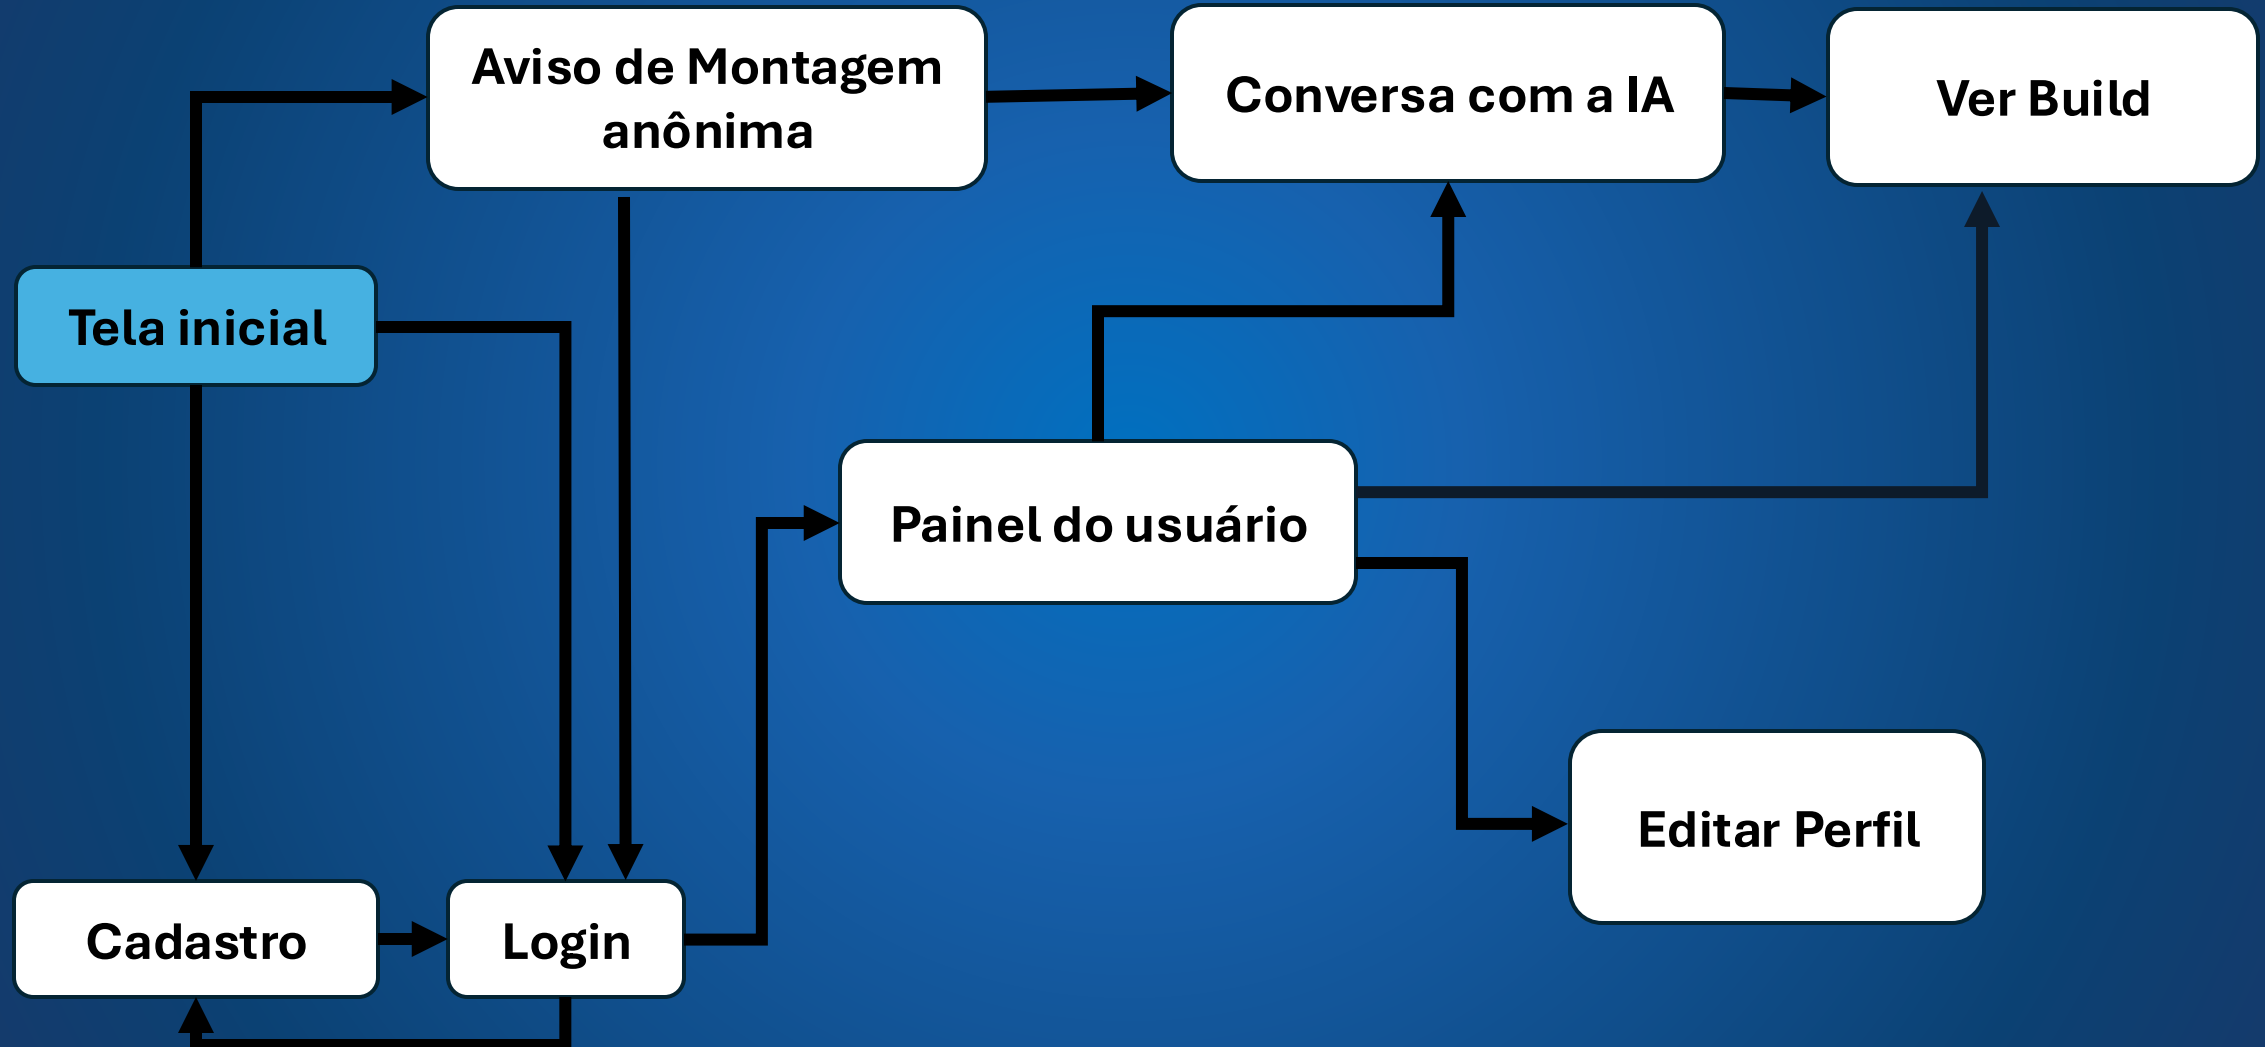 Aviso de Montagem
anônima
Conversa com a IA
Ver Build
Tela inicial
Painel do usuário
Editar Perfil
Cadastro
Login